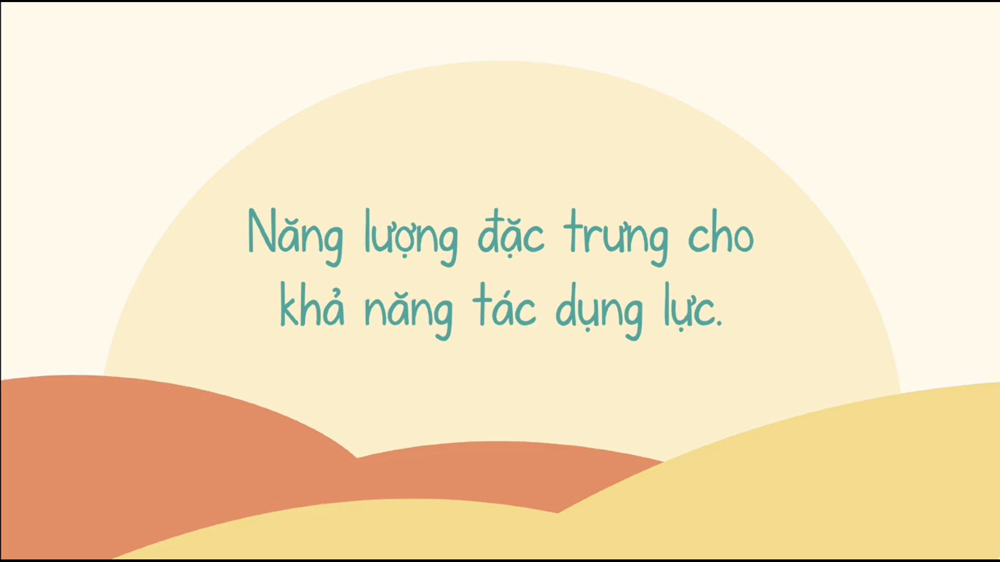 Năng lượng đặc trưng cho
khả năng tác dụng lực.